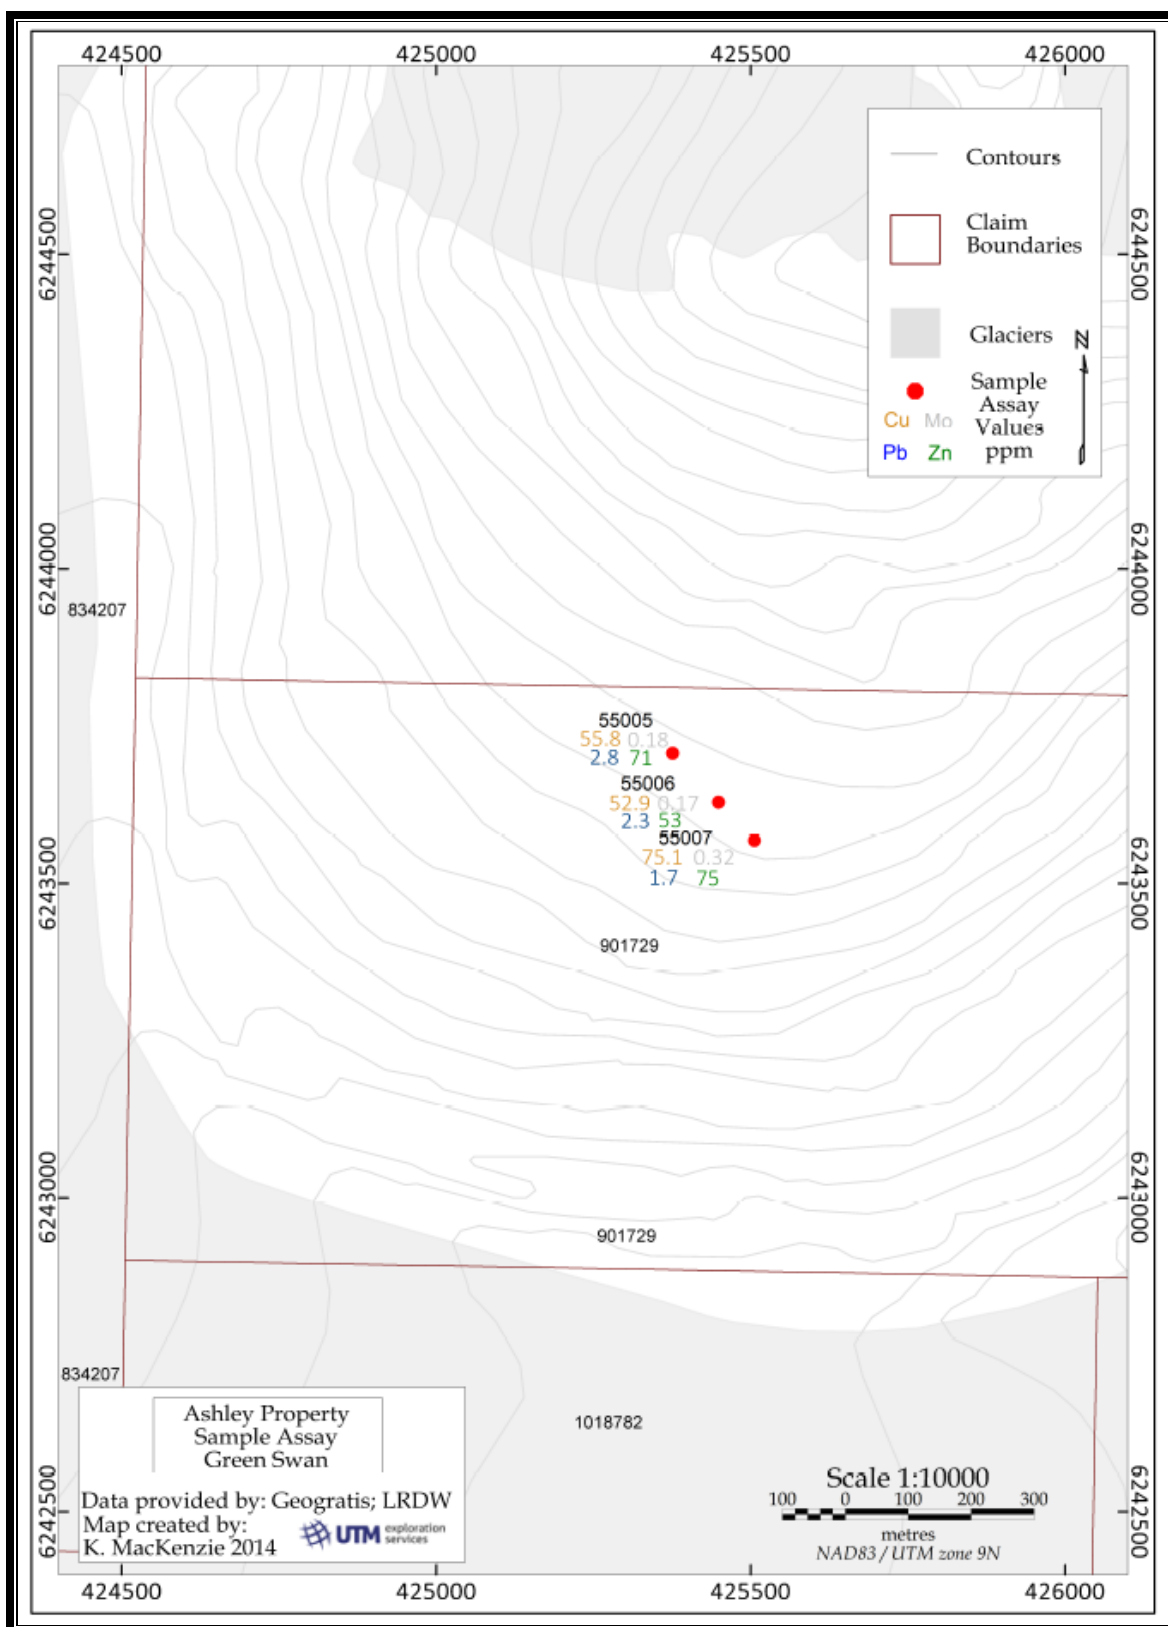 424500 425000 425500 426000
Contours
Claim
Boundaries
Glaciers
N
Sample
Assay
Values
ppm
Cu Mo
Pb Zn
6244500
6244500
6244000
6244000
834207
55005
55.8 0.18
2.8 71
55006
52.9 0.17
2.3 53
55007
75.1 0.32
1.7 75
6243500
6243500
901729
6243000
6243000
901729
834207
1018782
Ashley Property
Sample Assay
Green Swan
Data provided by: Geogratis; LRDW
Map created by:
K. MacKenzie 2014
UTM exploration
services
Scale 1:10000
100 0 100 200 300
metres
NAD83 / UTM zone 9N
6242500
6242500
424500 425000 425500 426000